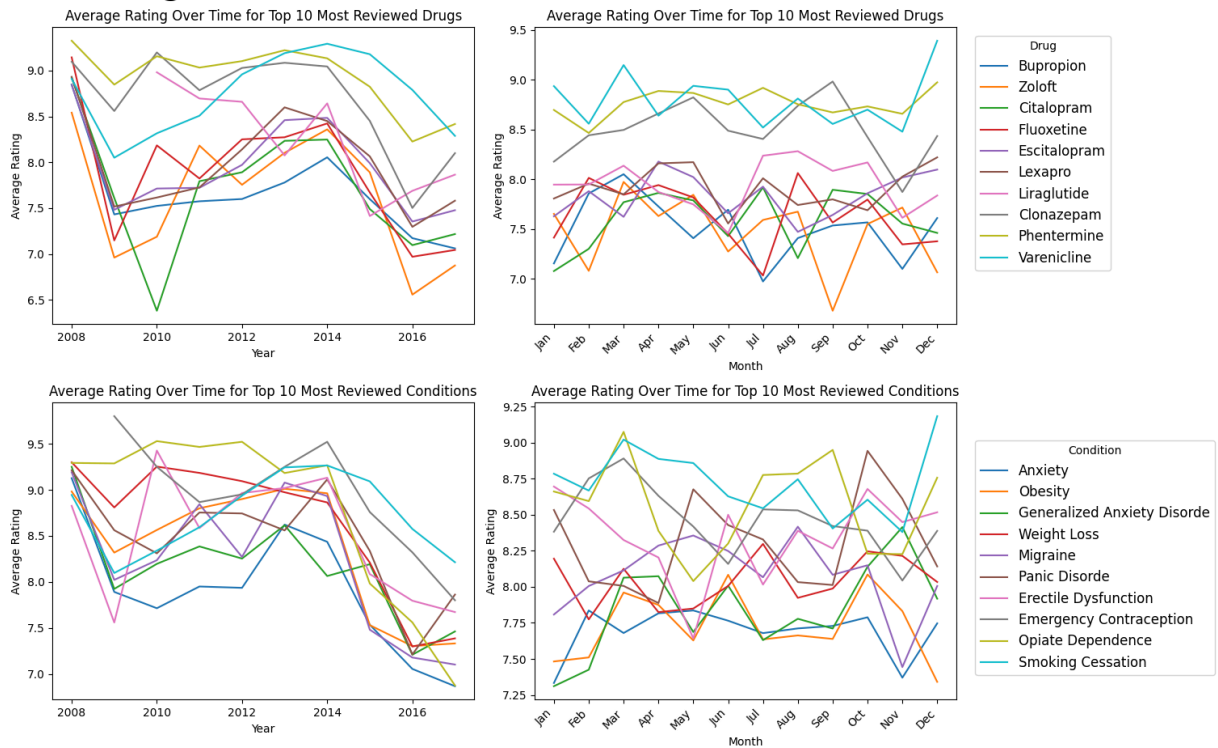 Average Rating Over Time for Top 10 Most Reviewed Drugs
Average Rating
9.0
8.5
8.0
7.5
7.0
6.5
2008
2010
2012
2014
2016
Year
Average Rating Over Time for Top 10 Most Reviewed Drugs
Average Rating
9.5
9.0
8.5
8.0
7.5
7.0
Jan
Feb
Mar
Apr
May
Jun
Jul
Aug
Sep
Oct
Nov
Dec
Month
Drug
Bupropion
Zoloft
Citalopram
Fluoxetine
Escitalopram
Lexapro
Liraglutide
Clonazepam
Phentermine
Varenicline
Average Rating Over Time for Top 10 Most Reviewed Conditions
Average Rating
9.5
9.0
8.5
8.0
7.5
7.0
2008
2010
2012
2014
2016
Year
Average Rating Over Time for Top 10 Most Reviewed Conditions
Average Rating
9.25
9.00
8.75
8.50
8.25
8.00
7.75
7.50
7.25
Jan
Feb
Mar
Apr
May
Jun
Jul
Aug
Sep
Oct
Nov
Dec
Month
Condition
Anxiety
Obesity
Generalized Anxiety Disorde
Weight Loss
Migraine
Panic Disorde
Erectile Dysfunction
Emergency Contraception
Opiate Dependence
Smoking Cessation